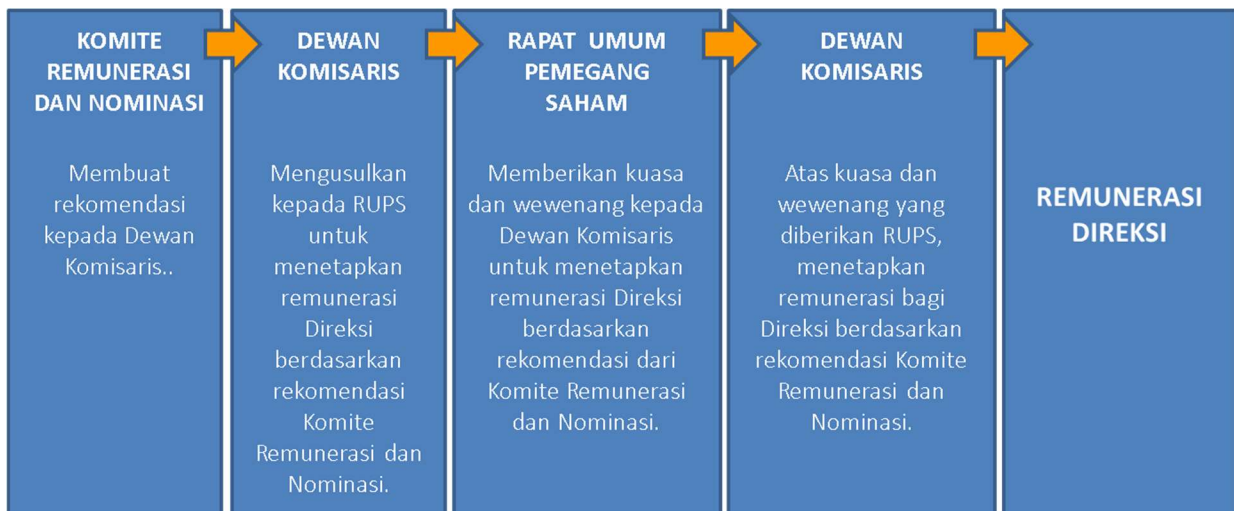 KOMITE
REMUNERASI
DAN NOMINASI
Membuat
rekomendasi
kepada Dewan
Komisaris..
DEWAN
KOMISARIS
Mengusulkan
kepada RUPS
untuk
menetapkan
remunerasi
Direksi
berdasarkan
rekomendasi
Komite
Remunerasi dan
Nominasi.
RAPAT UMUM
PEMEGANG
SAHAM
Memberikan kuasa
dan wewenang kepada
Dewan Komisaris
untuk menetapkan
remunerasi Direksi
berdasarkan
rekomendasi dari
Komite Remunerasi
dan Nominasi.
DEWAN
KOMISARIS
Atas kuasa dan
wewenang yang
diberikan RUPS,
menetapkan
remunerasi bagi
Direksi berdasarkan
rekomendasi Komite
Remunerasi dan
Nominasi.
REMUNERASI
DIREKSI